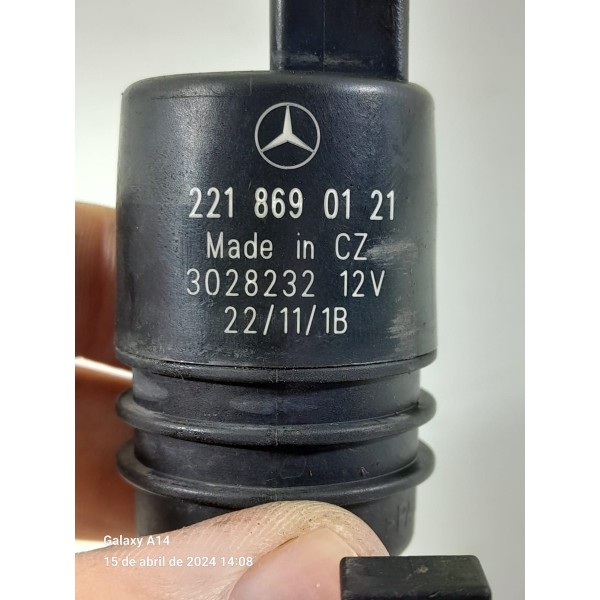 221 869 01 21
Made in CZ
3028232 12V
22/11/1B
Galaxy A14
15 de abril de 2024 14:08